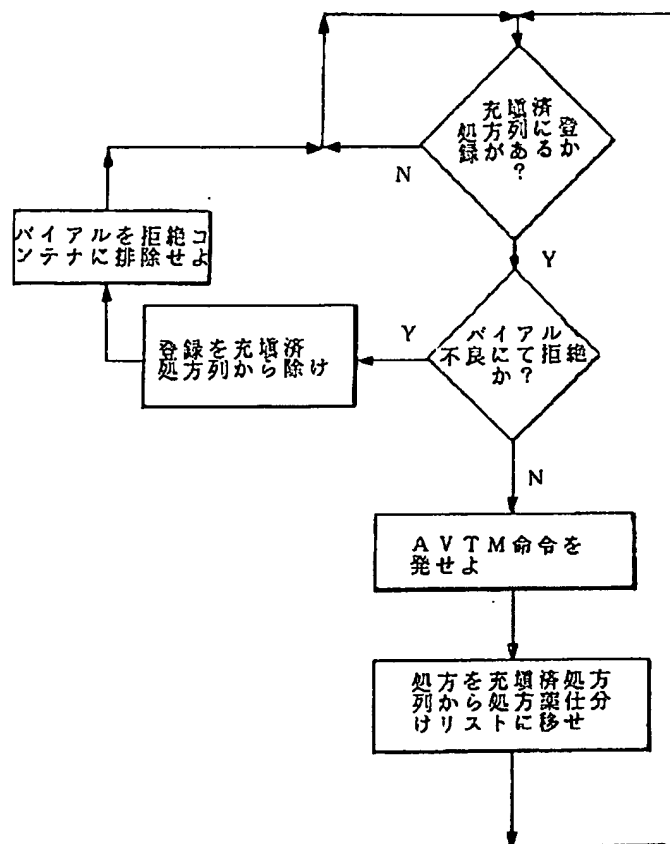 充填済
処方列に登
録があるか
?
N
Y
バイアルを拒絶コ
ンテナに排除せよ
登録を充填済
処方列から除け
Y
バイアル
不良にて拒絶
か?
N
AVTM命令を
発せよ
処方を充填済処方
列から処方薬仕分
けリストに移せ